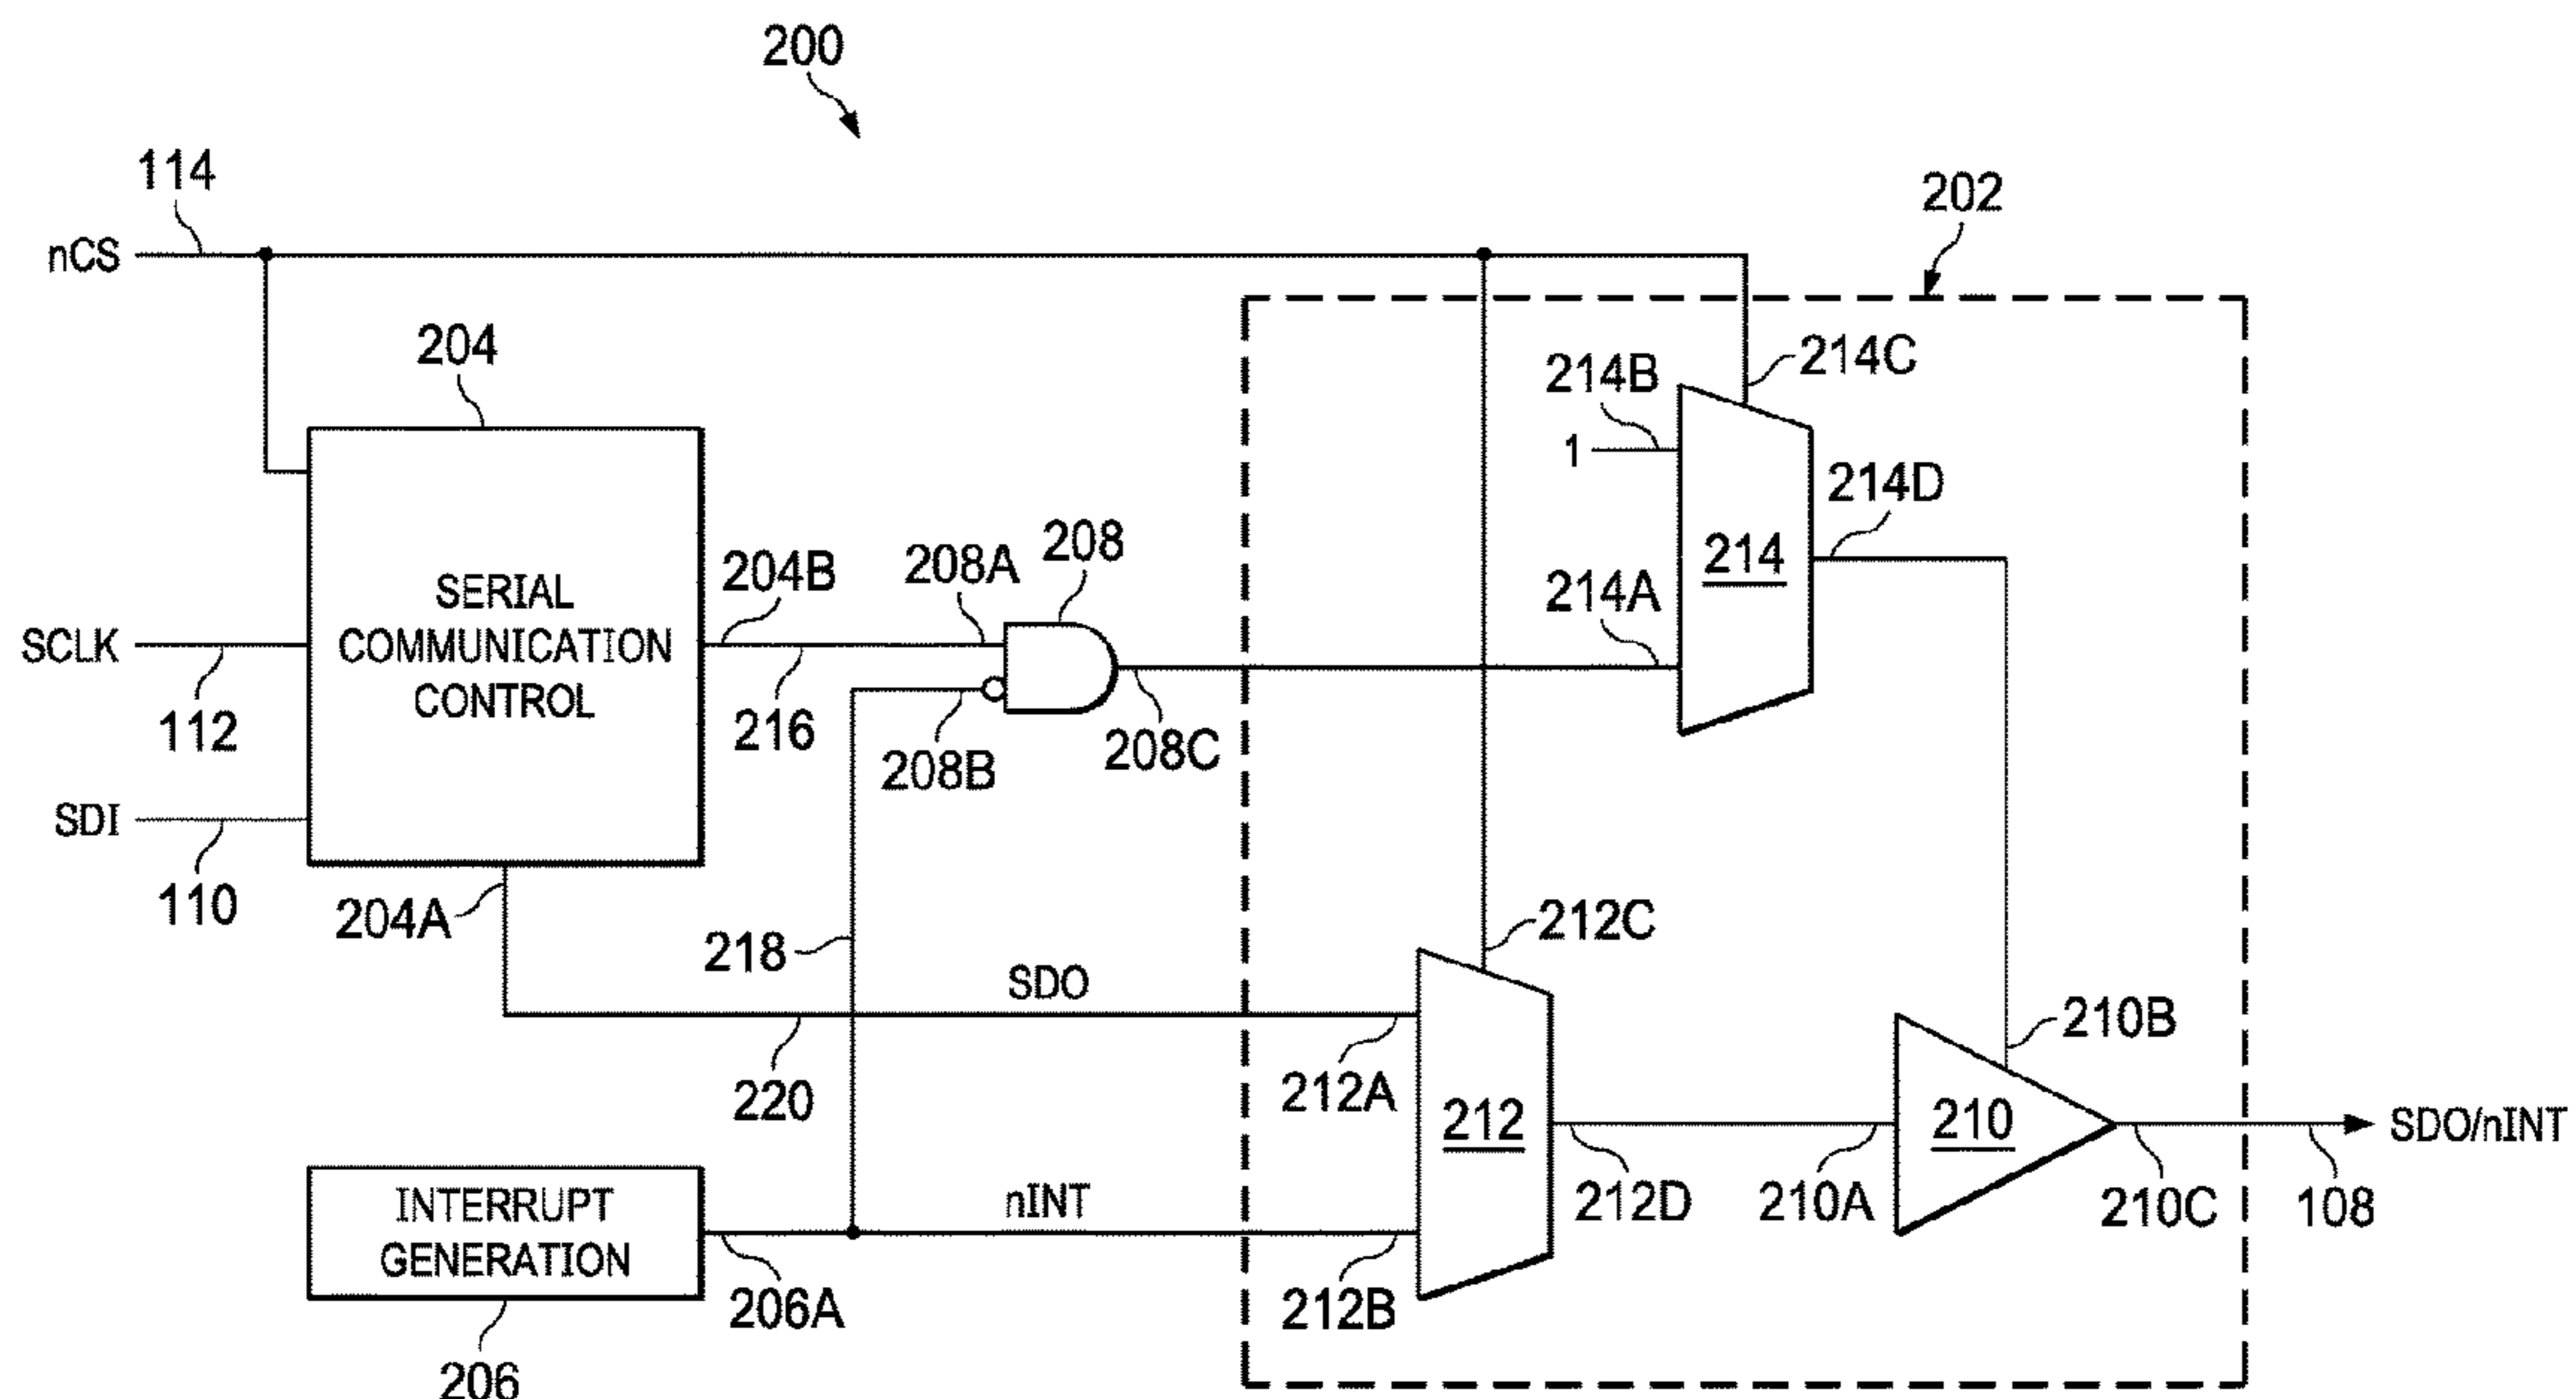 200
114
nCS
202
204
214C
214B
1
214D
214
204B
208A
208
214A
SERIAL
COMMUNICATION
CONTROL
SCLK
112
216
208B
208C
SDI
110
204A
218
SDO
212C
210B
220
212A
212
210
SDO/nINT
INTERRUPT
GENERATION
nINT
212D
210A
210C
108
206A
212B
206